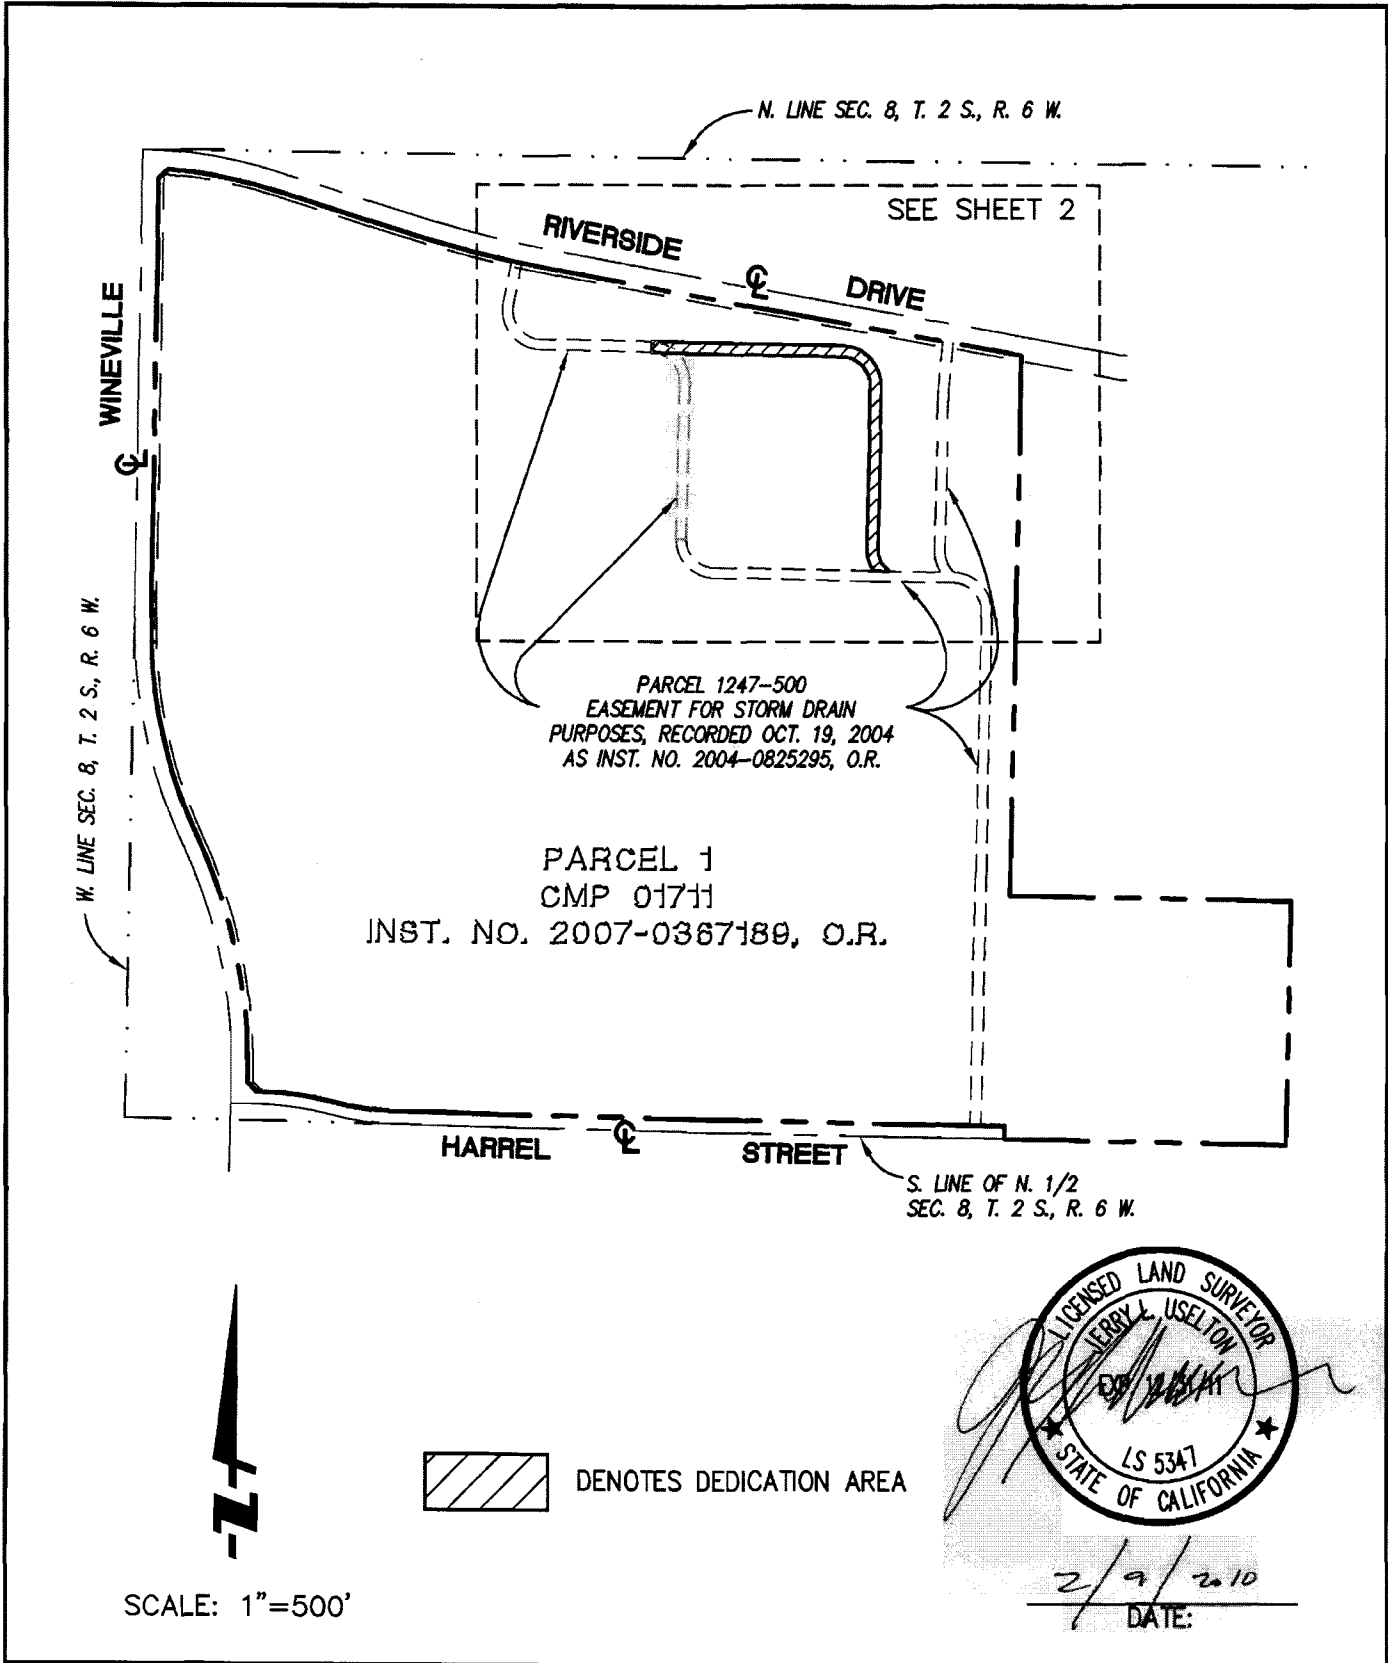 N. LINE SEC. 8, T. 2 S., R. 6 W.
SEE SHEET 2
RIVERSIDE
℄
DRIVE
WINEVILLE
℄
W. LINE SEC. 8, T. 2 S., R. 6 W.
PARCEL 1247-500
EASEMENT FOR STORM DRAIN
PURPOSES, RECORDED OCT. 19, 2004
AS INST. NO. 2004-0825295, O.R.
PARCEL 1
CMP 01711
INST. NO. 2007-0367189, O.R.
HARREL
℄
STREET
S. LINE OF N. 1/2
SEC. 8, T. 2 S., R. 6 W.
LICENSED LAND SURVEYOR
JERRY L. USELTON
LS 5347
STATE OF CALIFORNIA
N
DENOTES DEDICATION AREA
SCALE: 1"=500'
2/9/2010
DATE: